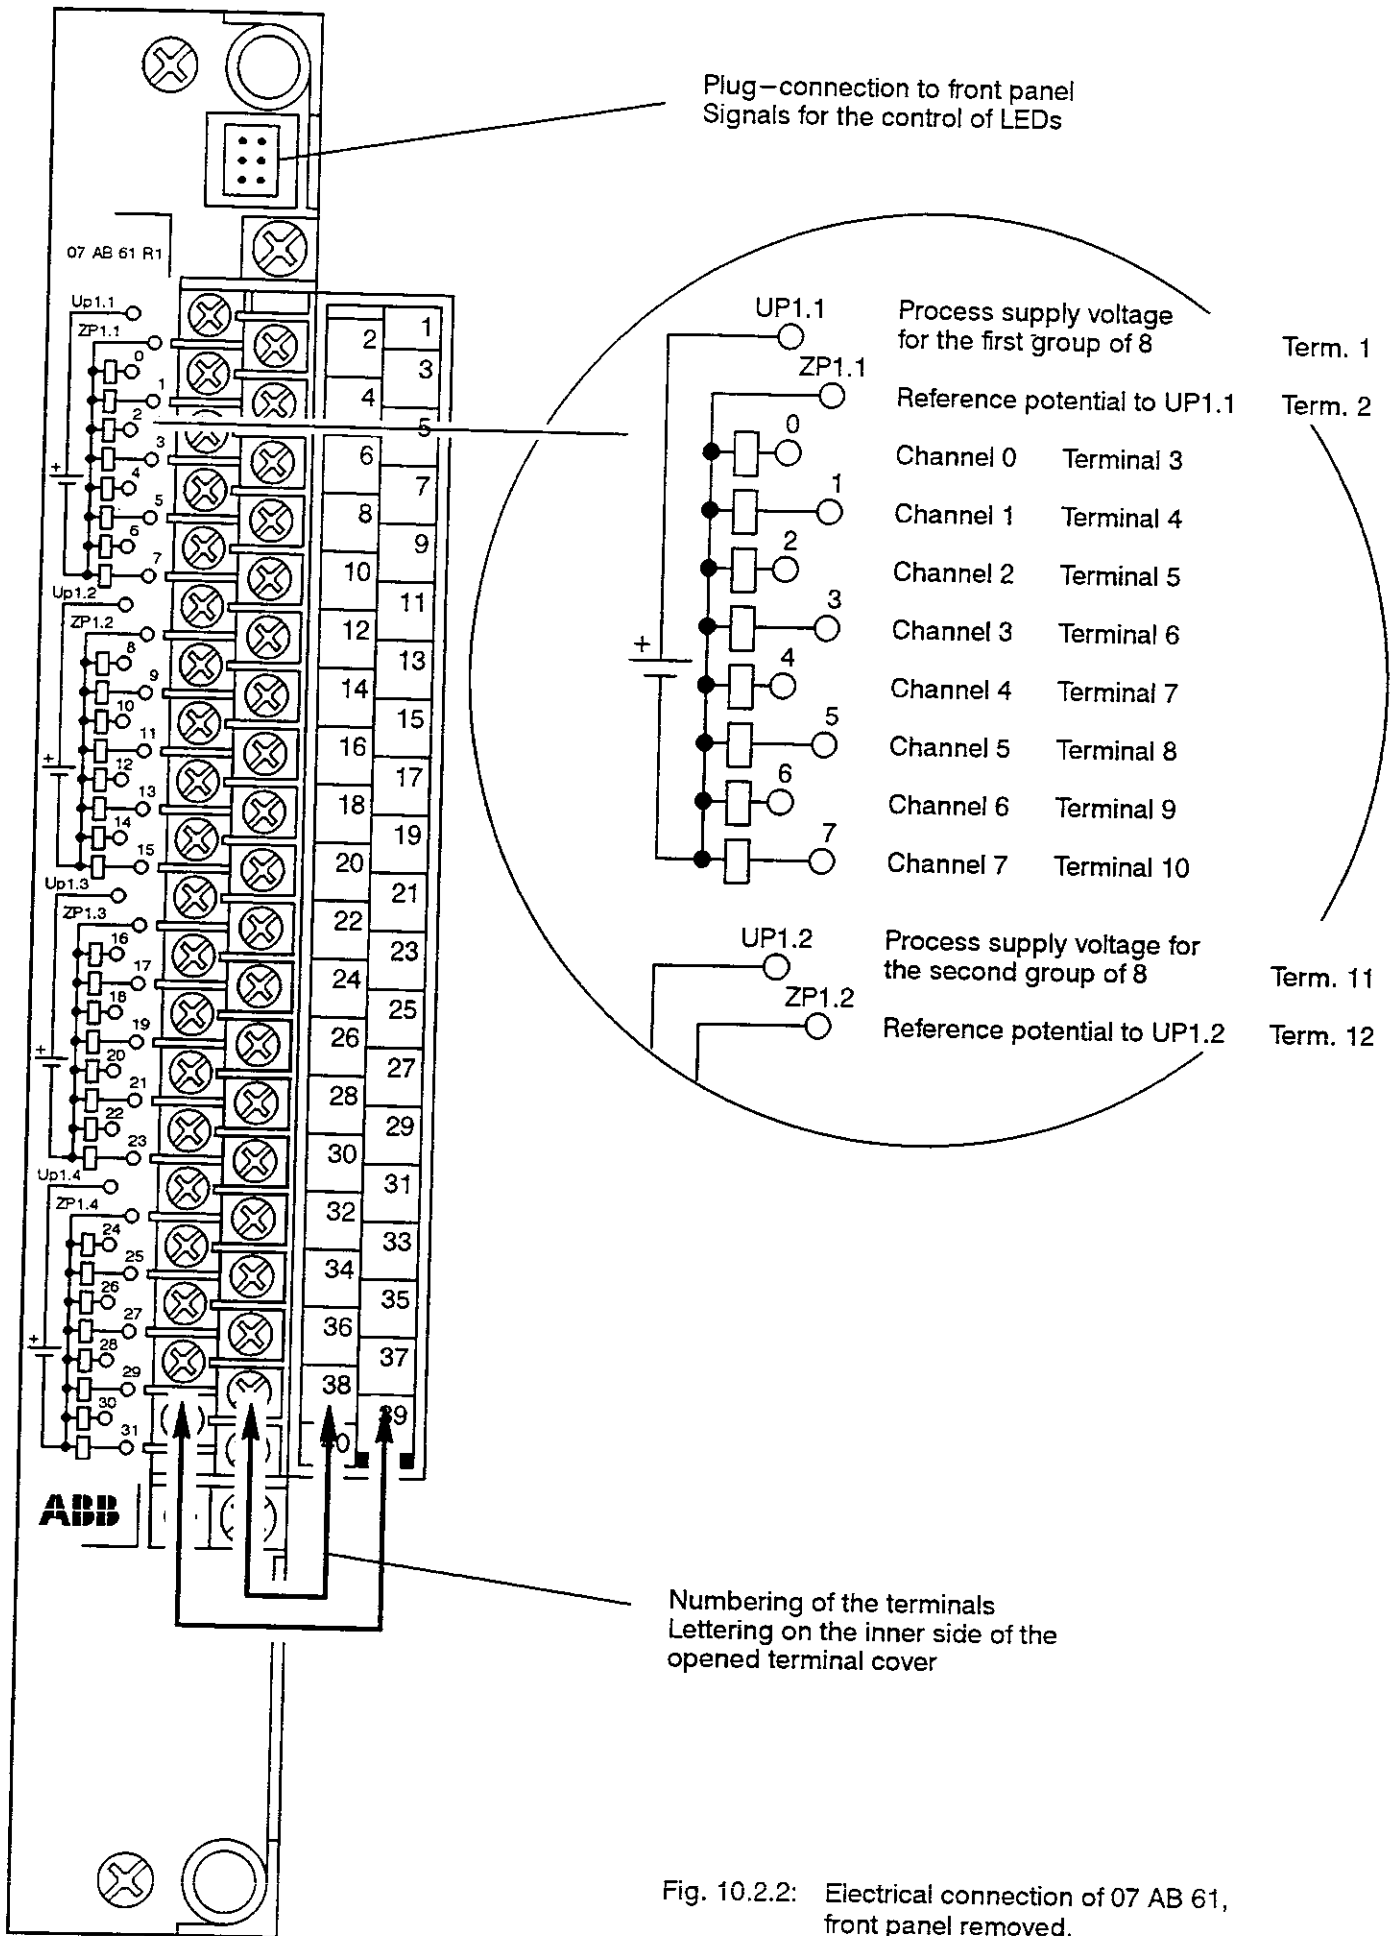 Plug–connection to front panel
Signals for the control of LEDs
07 AB 61 R1
Up1.1
ZP1.1
0
1
2
3
4
5
6
7
+
Up1.2
ZP1.2
8
9
10
11
12
13
14
15
+
Up1.3
ZP1.3
16
17
18
19
20
21
22
23
+
Up1.4
ZP1.4
24
25
26
27
28
29
30
31
+
ABB
1
2
3
4
5
6
7
8
9
10
11
12
13
14
15
16
17
18
19
20
21
22
23
24
25
26
27
28
29
30
31
32
33
34
35
36
37
38
39
UP1.1 Process supply voltage
for the first group of 8 Term. 1
ZP1.1 Reference potential to UP1.1 Term. 2
0 Channel 0 Terminal 3
1 Channel 1 Terminal 4
2 Channel 2 Terminal 5
3 Channel 3 Terminal 6
+
4 Channel 4 Terminal 7
5 Channel 5 Terminal 8
6 Channel 6 Terminal 9
7 Channel 7 Terminal 10
UP1.2 Process supply voltage for
the second group of 8 Term. 11
ZP1.2 Reference potential to UP1.2 Term. 12
Numbering of the terminals
Lettering on the inner side of the
opened terminal cover
Fig. 10.2.2: Electrical connection of 07 AB 61,
front panel removed.